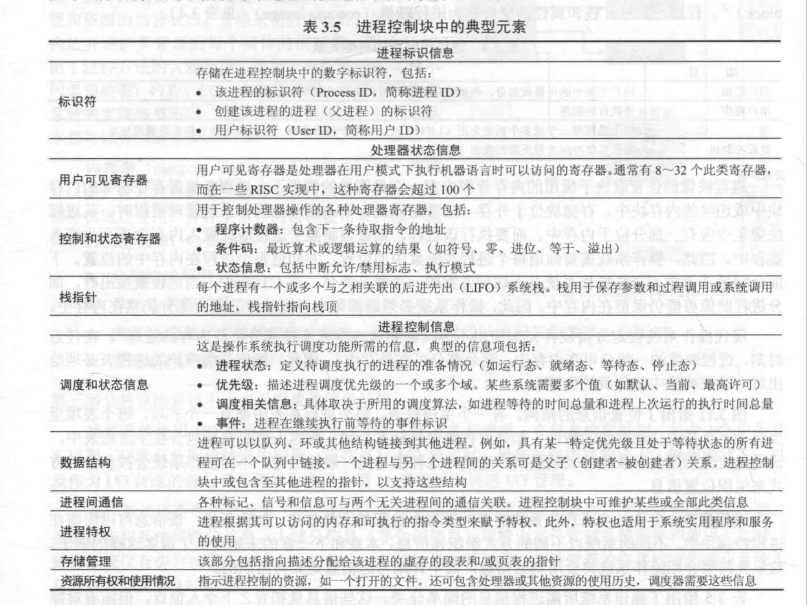 表 3.5 进程控制块中的典型元素
进程标识信息
标识符
存储在进程控制块中的数字标识符，包括：
• 该进程的标识符（Process ID，简称进程 ID）
• 创建该进程的进程（父进程）的标识符
• 用户标识符（User ID，简称用户 ID）
处理器状态信息
用户可见寄存器
用户可见寄存器是处理器在用户模式下执行机器语言时可以访问的寄存器。通常有 8～32 个此类寄存器，
而在一些 RISC 实现中，这种寄存器会超过 100 个
控制和状态寄存器
用于控制处理器操作的各种处理器寄存器，包括：
• 程序计数器：包含下一条待取指令的地址
• 条件码：最近算术或逻辑运算的结果（如符号、零、进位、等于、溢出）
• 状态信息：包括中断允许/禁用标志、执行模式
栈指针
每个进程有一个或多个与之相关联的后进先出（LIFO）系统栈。栈用于保存参数和过程调用或系统调用
的地址，栈指针指向栈顶
进程控制信息
调度和状态信息
这是操作系统执行调度功能所需的信息，典型的信息项包括：
• 进程状态：定义待调度执行的进程的准备情况（如运行态、就绪态、等待态、停止态）
• 优先级：描述进程调度优先级的一个或多个域。某些系统需要多个值（如默认、当前、最高许可）
• 调度相关信息：具体取决于所用的调度算法，如进程等待的时间总量和进程上次运行的执行时间总量
• 事件：进程在继续执行前等待的事件标识
数据结构
进程可以以队列、环或其他结构链接到其他进程。例如，具有某一特定优先级且处于等待状态的所有进
程可在一个队列中链接。一个进程与另一个进程间的关系可是父子（创建者-被创建者）关系。进程控制
块中或包含至其他进程的指针，以支持这些结构
进程间通信
各种标记、信号和信息可与两个无关进程间的通信关联。进程控制块中可维护某些或全部此类信息
进程特权
进程根据其可以访问的内存和可执行的指令类型来赋予特权。此外，特权也适用于系统实用程序和服务
的使用
存储管理
该部分包括指向描述分配给该进程的虚存的段表和/或页表的指针
资源所有权和使用情况
指示进程控制的资源，如一个打开的文件。还可包含处理器或其他资源的使用历史，调度器需要这些信息